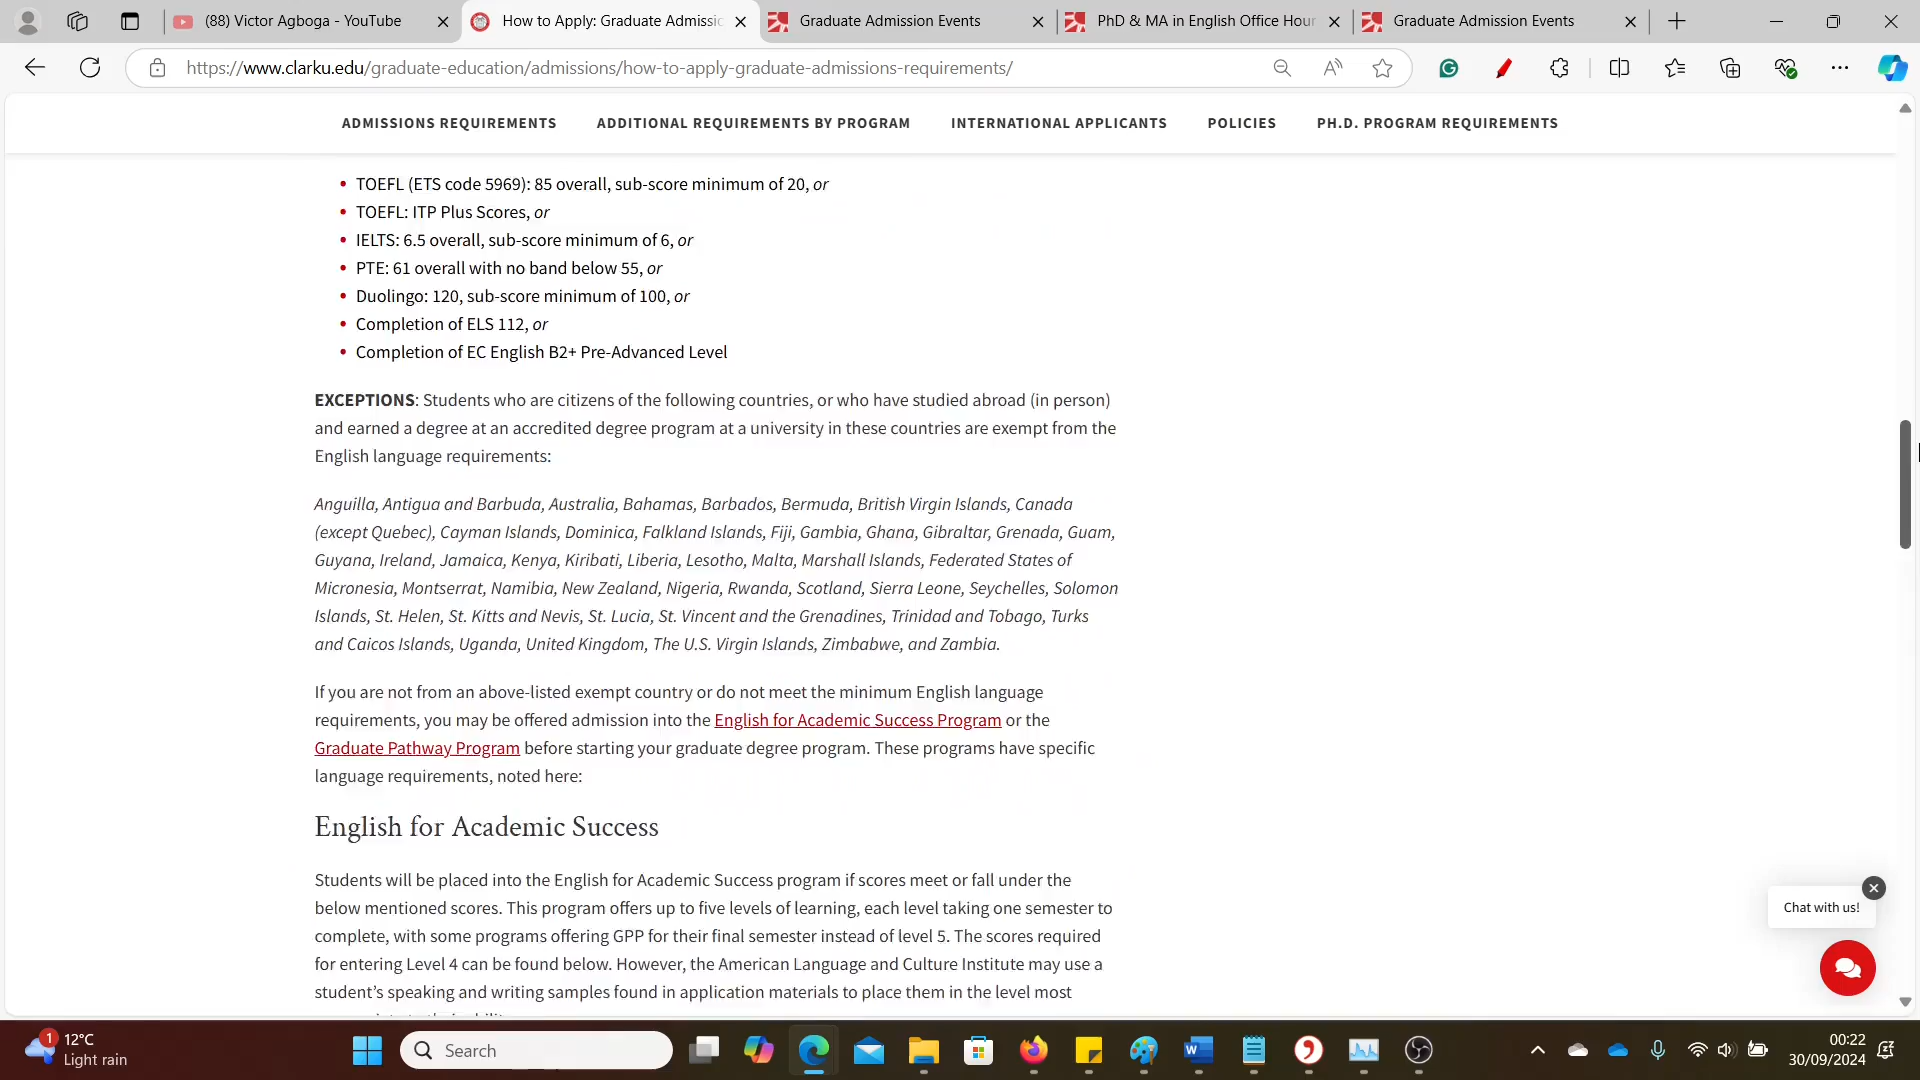 (88) Victor Agboga - YouTube
How to Apply: Graduate Admissic
Graduate Admission Events
PhD & MA in English Office Hour
Graduate Admission Events
https://www.clarku.edu/graduate-education/admissions/how-to-apply-graduate-admissions-requirements/
ADMISSIONS REQUIREMENTS ADDITIONAL REQUIREMENTS BY PROGRAM INTERNATIONAL APPLICANTS POLICIES PH.D. PROGRAM REQUIREMENTS
• TOEFL (ETS code 5969): 85 overall, sub-score minimum of 20, or
• TOEFL: ITP Plus Scores, or
• IELTS: 6.5 overall, sub-score minimum of 6, or
• PTE: 61 overall with no band below 55, or
• Duolingo: 120, sub-score minimum of 100, or
• Completion of ELS 112, or
• Completion of EC English B2+ Pre-Advanced Level
EXCEPTIONS: Students who are citizens of the following countries, or who have studied abroad (in person)
and earned a degree at an accredited degree program at a university in these countries are exempt from the
English language requirements:
Anguilla, Antigua and Barbuda, Australia, Bahamas, Barbados, Bermuda, British Virgin Islands, Canada
(except Quebec), Cayman Islands, Dominica, Falkland Islands, Fiji, Gambia, Ghana, Gibraltar, Grenada, Guam,
Guyana, Ireland, Jamaica, Kenya, Kiribati, Liberia, Lesotho, Malta, Marshall Islands, Federated States of
Micronesia, Montserrat, Namibia, New Zealand, Nigeria, Rwanda, Scotland, Sierra Leone, Seychelles, Solomon
Islands, St. Helen, St. Kitts and Nevis, St. Lucia, St. Vincent and the Grenadines, Trinidad and Tobago, Turks
and Caicos Islands, Uganda, United Kingdom, The U.S. Virgin Islands, Zimbabwe, and Zambia.
If you are not from an above-listed exempt country or do not meet the minimum English language
requirements, you may be offered admission into the English for Academic Success Program or the
Graduate Pathway Program before starting your graduate degree program. These programs have specific
language requirements, noted here:
English for Academic Success
Students will be placed into the English for Academic Success program if scores meet or fall under the
below mentioned scores. This program offers up to five levels of learning, each level taking one semester to
complete, with some programs offering GPP for their final semester instead of level 5. The scores required
for entering Level 4 can be found below. However, the American Language and Culture Institute may use a
student's speaking and writing samples found in application materials to place them in the level most
Chat with us!
1
12°C
Light rain
Search
00:22
30/09/2024